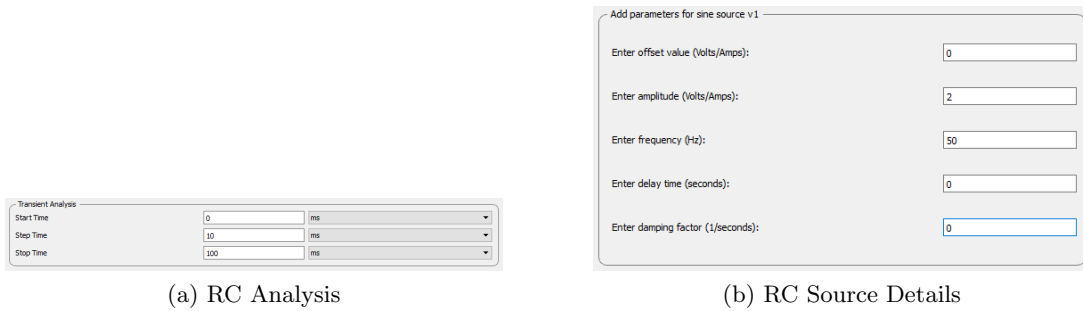 Transient Analysis
Start Time 0 ms
Step Time 10 ms
Stop Time 100 ms
(a) RC Analysis
Add parameters for sine source v1
Enter offset value (Volts/Amps): 0
Enter amplitude (Volts/Amps): 2
Enter frequency (Hz): 50
Enter delay time (seconds): 0
Enter damping factor (1/seconds): 0
(b) RC Source Details